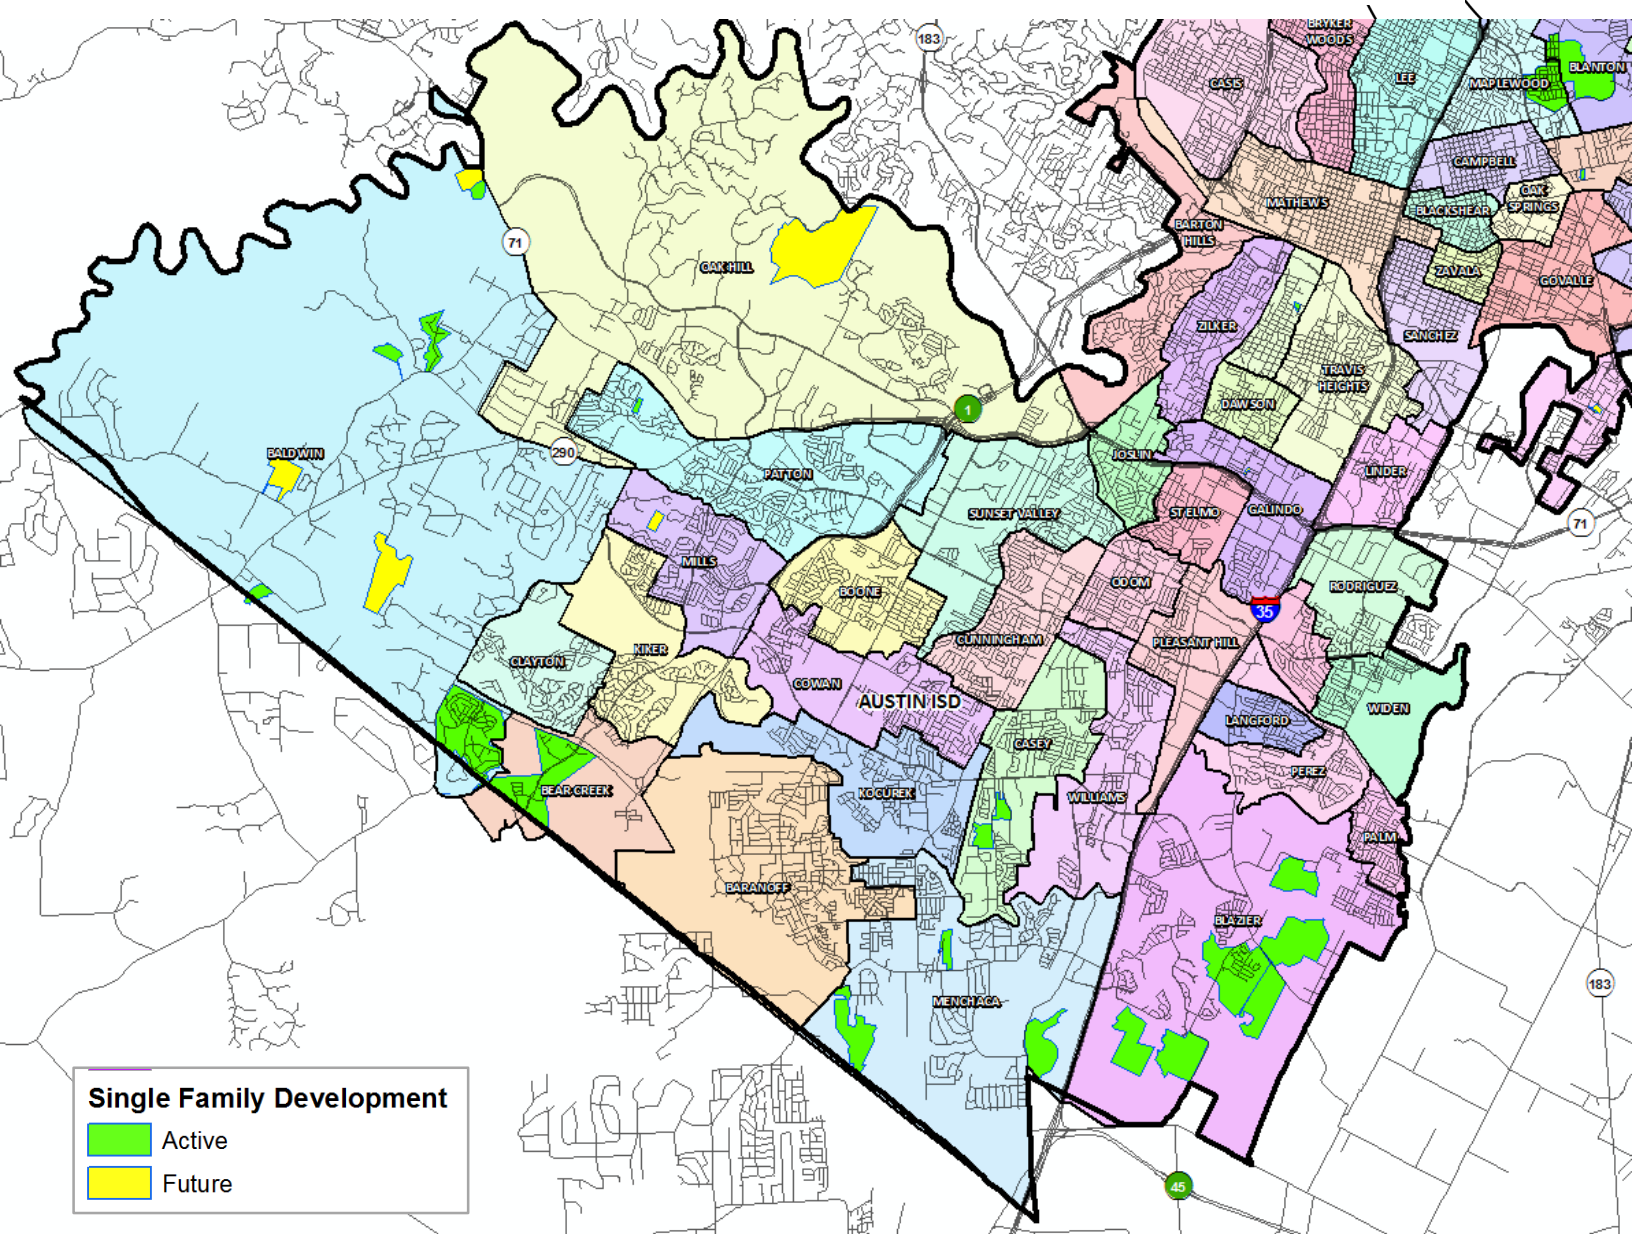 BRYKER
WOODS
183
CASIS
LEE
MAPLEWOOD
BLANTON
CAMPBELL
OAK
SPRINGS
MATHEWS
BLACKSHEAR
BARTON
HILLS
71
OAK HILL
ZAVALA
GOVALLE
ZILKER
SANCHEZ
TRAVIS
HEIGHTS
1
DAWSON
290
BALDWIN
JOSLIN
LINDER
PATTON
SUNSET VALLEY
ST ELMO
GALINDO
71
MILLS
BOONE
ODOM
RODRIGUEZ
35
CUNNINGHAM
PLEASANT HILL
KIKER
CLAYTON
COWAN
AUSTIN ISD
WIDEN
LANGFORD
CASEY
PEREZ
BEAR CREEK
KOCUREK
WILLIAMS
PALM
BARANOFF
BLAZIER
183
MENCHACA
Single Family Development
Active
Future
45